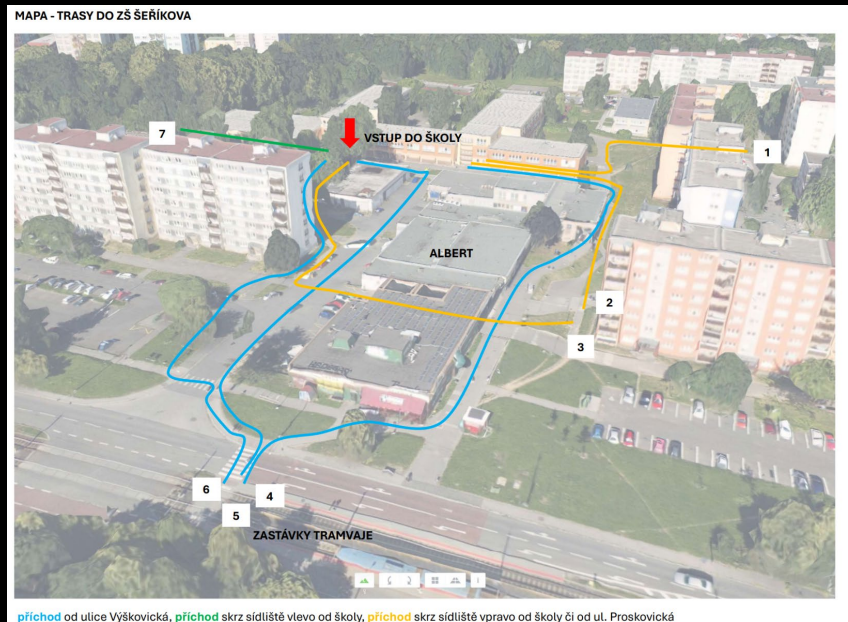 MAPA - TRASY DO ZŠ ŠEŘÍKOVA
7
VSTUP DO ŠKOLY
1
ALBERT
2
3
6
4
5
ZASTÁVKY TRAMVAJE
příchod od ulice Výškovická, příchod skrz sídliště vlevo od školy, příchod skrz sídliště vpravo od školy či od ul. Proskovická